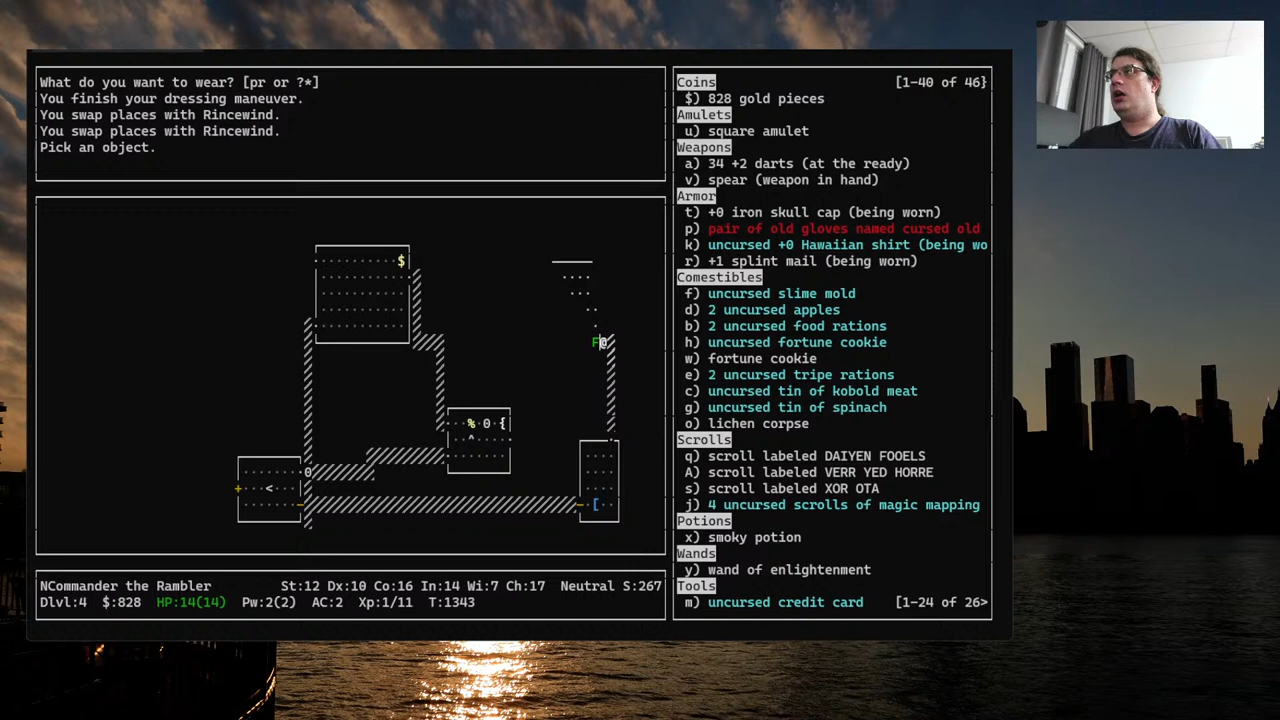 What do you want to wear? [pr or ?*]
You finish your dressing maneuver.
You swap places with Rincewind.
You swap places with Rincewind.
Pick an object.
$
F@
% 0 {
^
0
+ <
[
NCommander the Rambler St:12 Dx:10 Co:16 In:14 Wi:7 Ch:17 Neutral S:267
Dlvl:4 $:828 HP:14(14) Pw:2(2) AC:2 Xp:1/11 T:1343
Coins [1-40 of 46}
$) 828 gold pieces
Amulets
u) square amulet
Weapons
a) 34 +2 darts (at the ready)
v) spear (weapon in hand)
Armor
t) +0 iron skull cap (being worn)
p) pair of old gloves named cursed old
k) uncursed +0 Hawaiian shirt (being wo
r) +1 splint mail (being worn)
Comestibles
f) uncursed slime mold
d) 2 uncursed apples
b) 2 uncursed food rations
h) uncursed fortune cookie
w) fortune cookie
e) 2 uncursed tripe rations
c) uncursed tin of kobold meat
g) uncursed tin of spinach
o) lichen corpse
Scrolls
q) scroll labeled DAIYEN FOOELS
A) scroll labeled VERR YED HORRE
s) scroll labeled XOR OTA
j) 4 uncursed scrolls of magic mapping
Potions
x) smoky potion
Wands
y) wand of enlightenment
Tools
m) uncursed credit card [1-24 of 26>